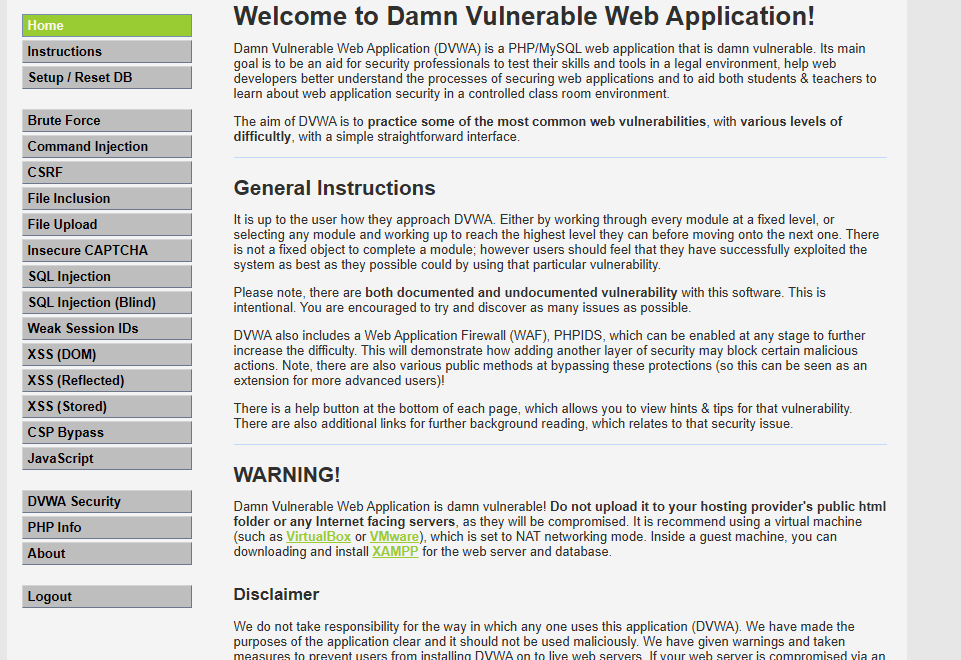 Home
Instructions
Setup / Reset DB
Brute Force
Command Injection
CSRF
File Inclusion
File Upload
Insecure CAPTCHA
SQL Injection
SQL Injection (Blind)
Weak Session IDs
XSS (DOM)
XSS (Reflected)
XSS (Stored)
CSP Bypass
JavaScript
DVWA Security
PHP Info
About
Logout
Welcome to Damn Vulnerable Web Application!
Damn Vulnerable Web Application (DVWA) is a PHP/MySQL web application that is damn vulnerable. Its main
goal is to be an aid for security professionals to test their skills and tools in a legal environment, help web
developers better understand the processes of securing web applications and to aid both students & teachers to
learn about web application security in a controlled class room environment.
The aim of DVWA is to practice some of the most common web vulnerabilities, with various levels of
difficultly, with a simple straightforward interface.
General Instructions
It is up to the user how they approach DVWA. Either by working through every module at a fixed level, or
selecting any module and working up to reach the highest level they can before moving onto the next one. There
is not a fixed object to complete a module; however users should feel that they have successfully exploited the
system as best as they possible could by using that particular vulnerability.
Please note, there are both documented and undocumented vulnerability with this software. This is
intentional. You are encouraged to try and discover as many issues as possible.
DVWA also includes a Web Application Firewall (WAF), PHPIDS, which can be enabled at any stage to further
increase the difficulty. This will demonstrate how adding another layer of security may block certain malicious
actions. Note, there are also various public methods at bypassing these protections (so this can be seen as an
extension for more advanced users)!
There is a help button at the bottom of each page, which allows you to view hints & tips for that vulnerability.
There are also additional links for further background reading, which relates to that security issue.
WARNING!
Damn Vulnerable Web Application is damn vulnerable! Do not upload it to your hosting provider's public html
folder or any Internet facing servers, as they will be compromised. It is recommend using a virtual machine
(such as VirtualBox or VMware), which is set to NAT networking mode. Inside a guest machine, you can
downloading and install XAMPP for the web server and database.
Disclaimer
We do not take responsibility for the way in which any one uses this application (DVWA). We have made the
purposes of the application clear and it should not be used maliciously. We have given warnings and taken
measures to prevent users from installing DVWA on to live web servers. If your web server is compromised via an